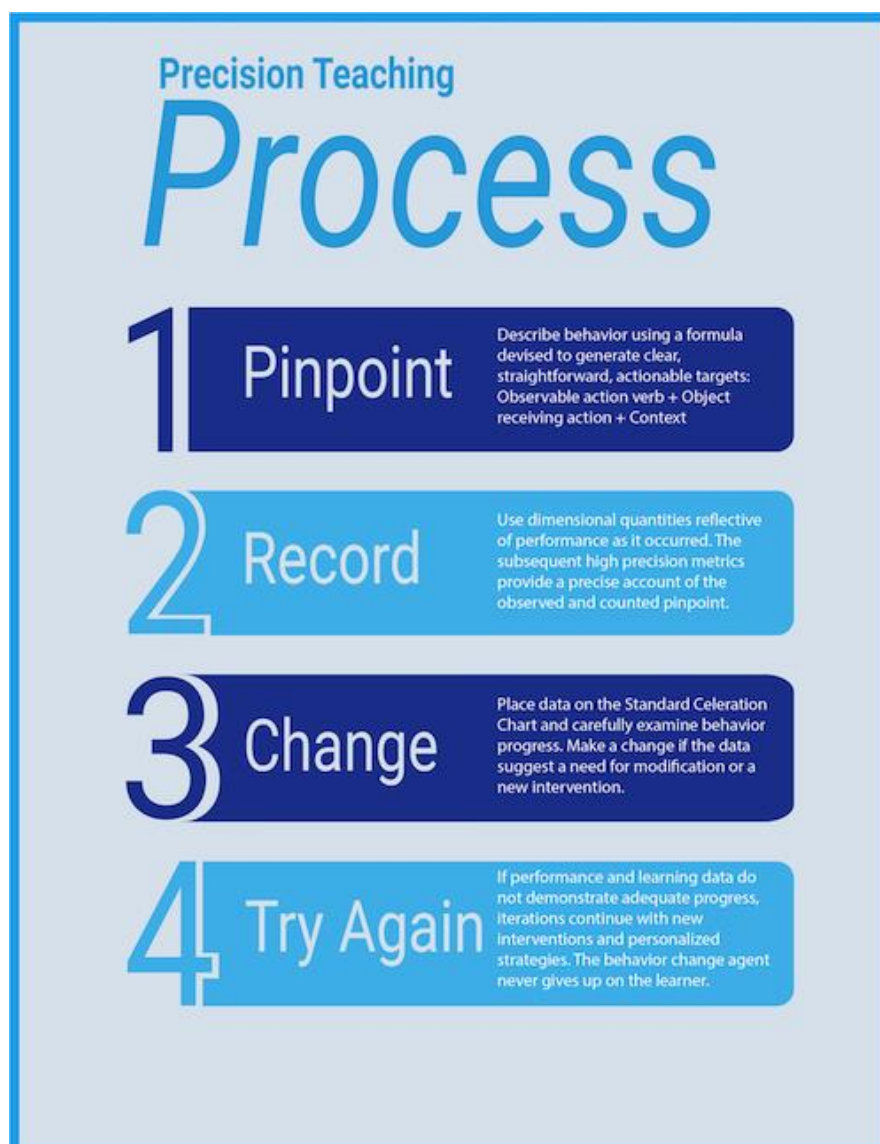 Precision Teaching
Process
1
Pinpoint
Describe behavior using a formula
devised to generate clear,
straightforward, actionable targets:
Observable action verb + Object
receiving action + Context
2
Record
Use dimensional quantities reflective
of performance as it occurred. The
subsequent high precision metrics
provide a precise account of the
observed and counted pinpoint.
3
Change
Place data on the Standard Celeration
Chart and carefully examine behavior
progress. Make a change if the data
suggest a need for modification or a
new intervention.
4
Try Again
If performance and learning data do
not demonstrate adequate progress,
iterations continue with new
interventions and personalized
strategies. The behavior change agent
never gives up on the learner.